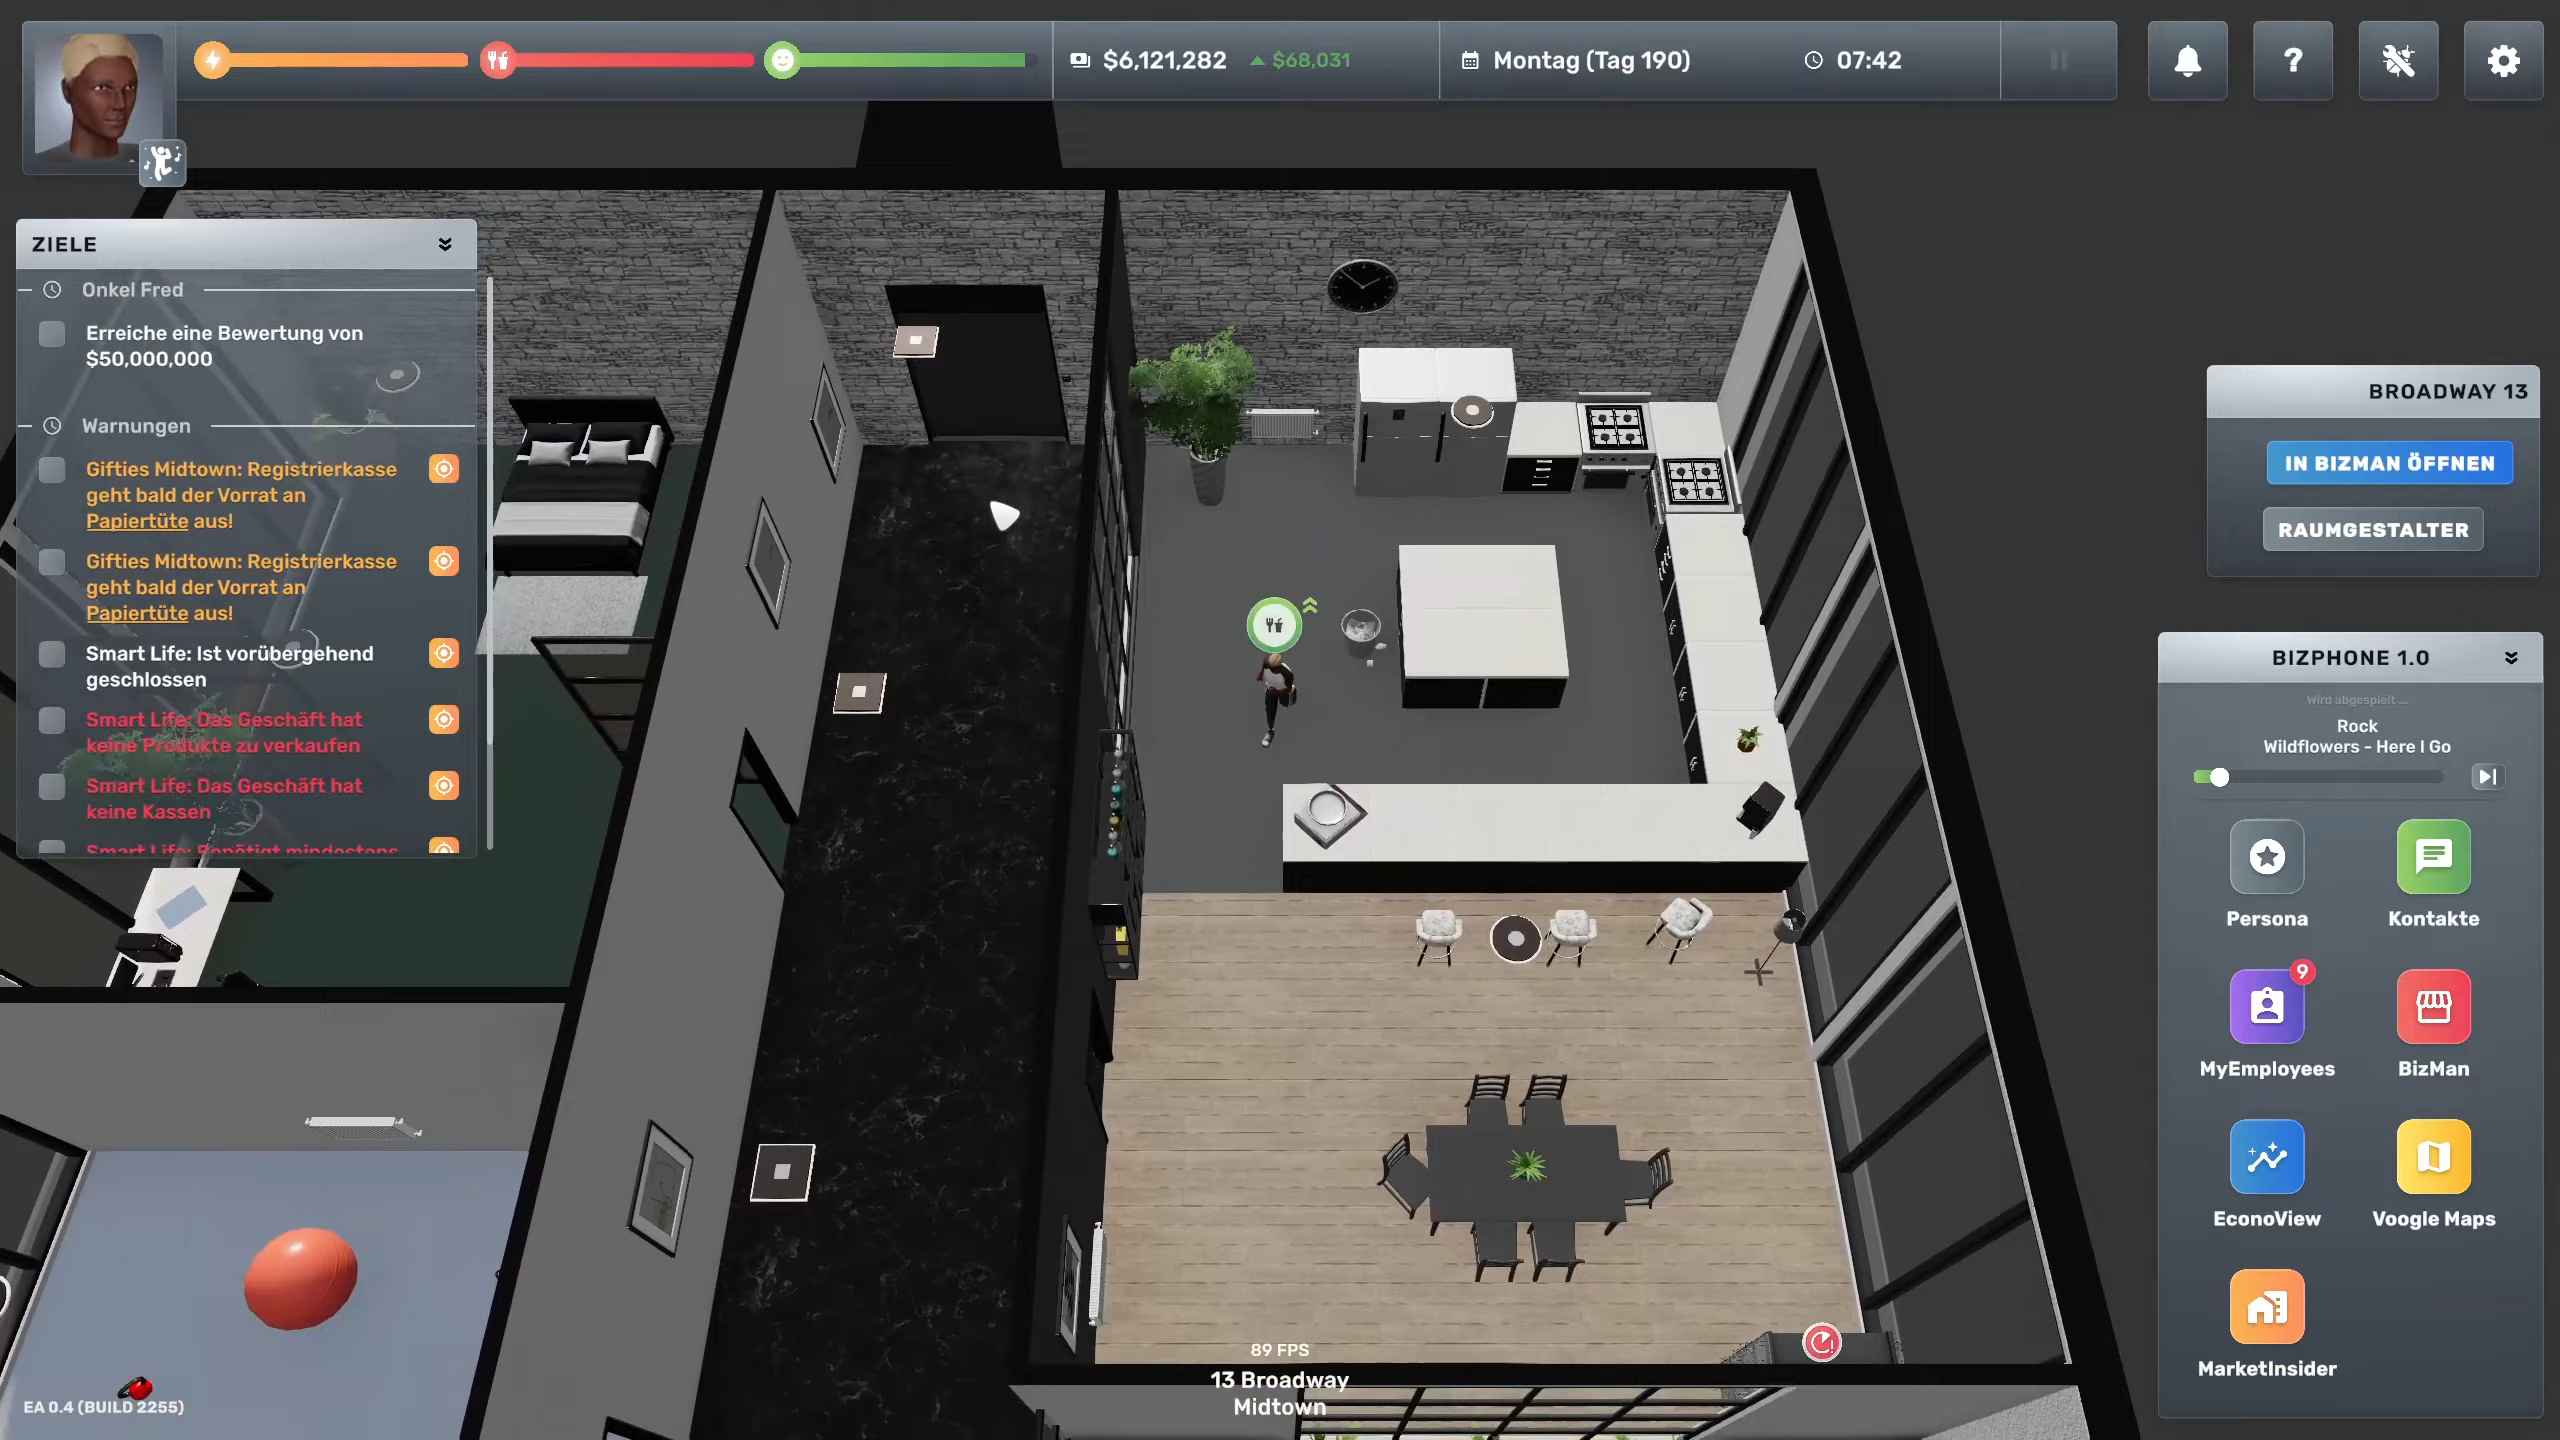 $6,121,282
$68,031
Montag (Tag 190)
07:42
?
ZIELE
Onkel Fred
Erreiche eine Bewertung von
$50,000,000
Warnungen
Gifties Midtown: Registrierkasse
geht bald der Vorrat an
Papiertüte aus!
Gifties Midtown: Registrierkasse
geht bald der Vorrat an
Papiertüte aus!
Smart Life: Ist vorübergehend
geschlossen
Smart Life: Das Geschäft hat
keine Produkte zu verkaufen
Smart Life: Das Geschäft hat
keine Kassen
Smart Life: Benötigt mindestens
BROADWAY 13
IN BIZMAN ÖFFNEN
RAUMGESTALTER
BIZPHONE 1.0
Wird abgespielt ...
Rock
Wildflowers - Here I Go
Persona
Kontakte
9
MyEmployees
BizMan
EconoView
Voogle Maps
MarketInsider
89 FPS
13 Broadway
Midtown
EA 0.4 (BUILD 2255)